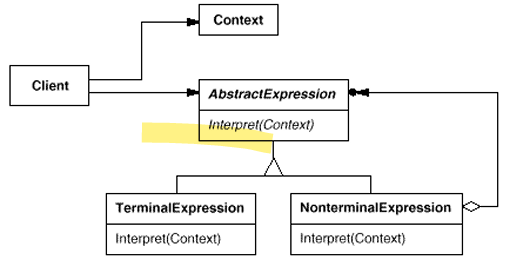 Context
Client
AbstractExpression
Interpret(Context)
TerminalExpression
Interpret(Context)
NonterminalExpression
Interpret(Context)